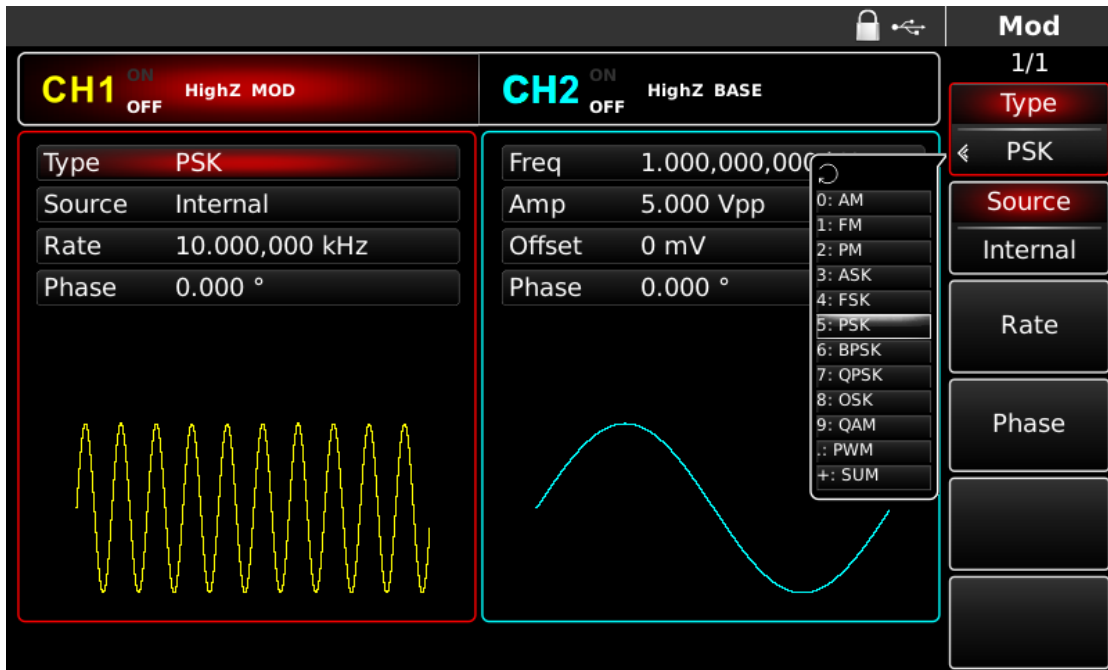 Mod
1/1
CH1 ON OFF HighZ MOD
CH2 ON OFF HighZ BASE
Type PSK
Source Internal
Rate 10.000,000 kHz
Phase 0.000 °
Freq 1.000,000,000
Amp 5.000 Vpp
Offset 0 mV
Phase 0.000 °
0: AM
1: FM
2: PM
3: ASK
4: FSK
5: PSK
6: BPSK
7: QPSK
8: OSK
9: QAM
.: PWM
+: SUM
Type
PSK
Source
Internal
Rate
Phase